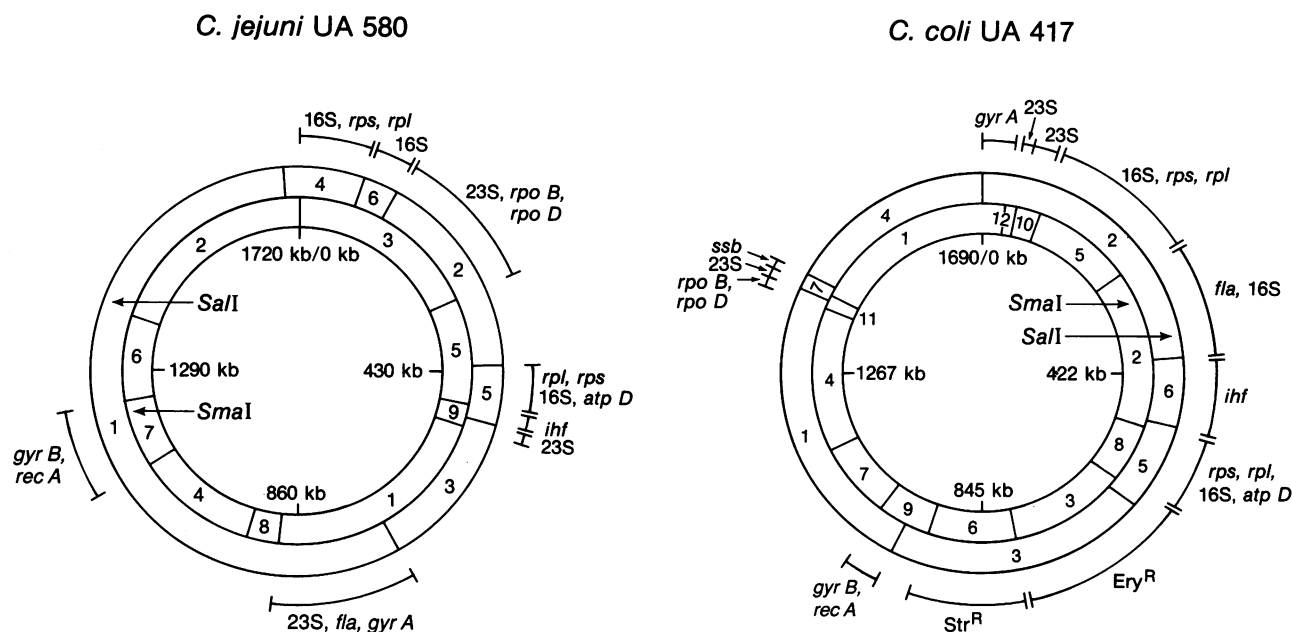 C. jejuni UA 580
16S, rps, rpl
16S
23S, rpo B,
rpo D
4
6
3
2
2
1720 kb/0 kb
SalI
6
5
5
1290 kb
430 kb
rpl, rps
16S, atp D
9
ihf
23S
SmaI
1
7
gyr B,
rec A
3
4
860 kb
1
8
23S, fla, gyr A
C. coli UA 417
gyr A
23S
23S
16S, rps, rpl
4
1
12
10
2
5
1690/0 kb
ssb
23S
rpo B,
rpo D
7
11
fla, 16S
SmaI
SalI
2
1267 kb
422 kb
4
6
ihf
1
8
5
7
845 kb
3
9
6
rps, rpl,
16S, atp D
3
gyr B,
rec A
EryR
StrR